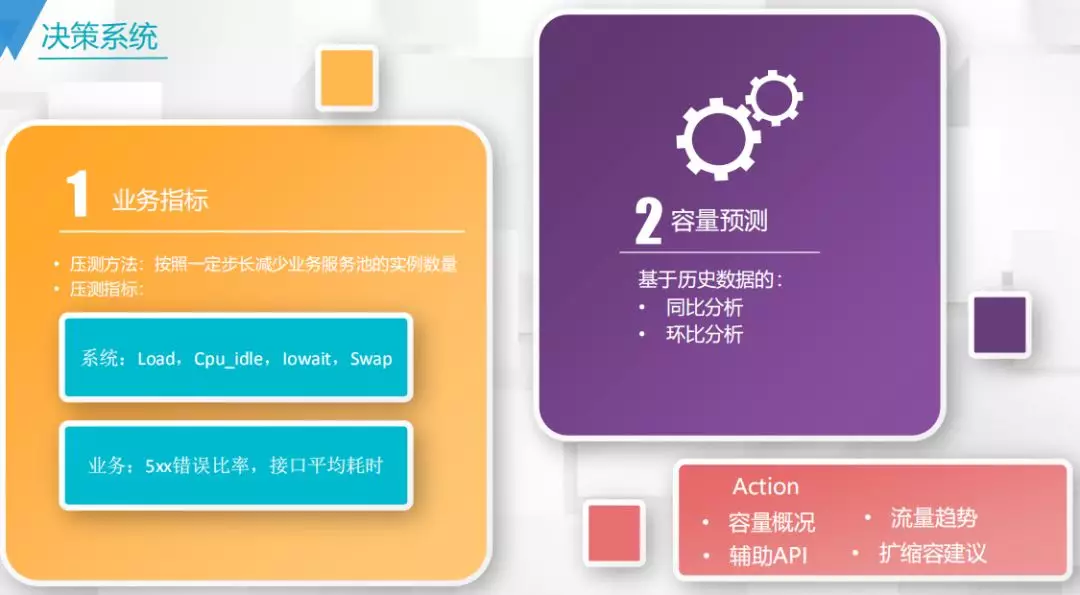 决策系统
1 业务指标
• 压测方法：按照一定步长减少业务服务池的实例数量
• 压测指标：
系统：Load，Cpu_idle，Iowait，Swap
业务：5xx错误比率，接口平均耗时
2 容量预测
基于历史数据的：
• 同比分析
• 环比分析
Action
• 容量概况
• 流量趋势
• 辅助API
• 扩缩容建议